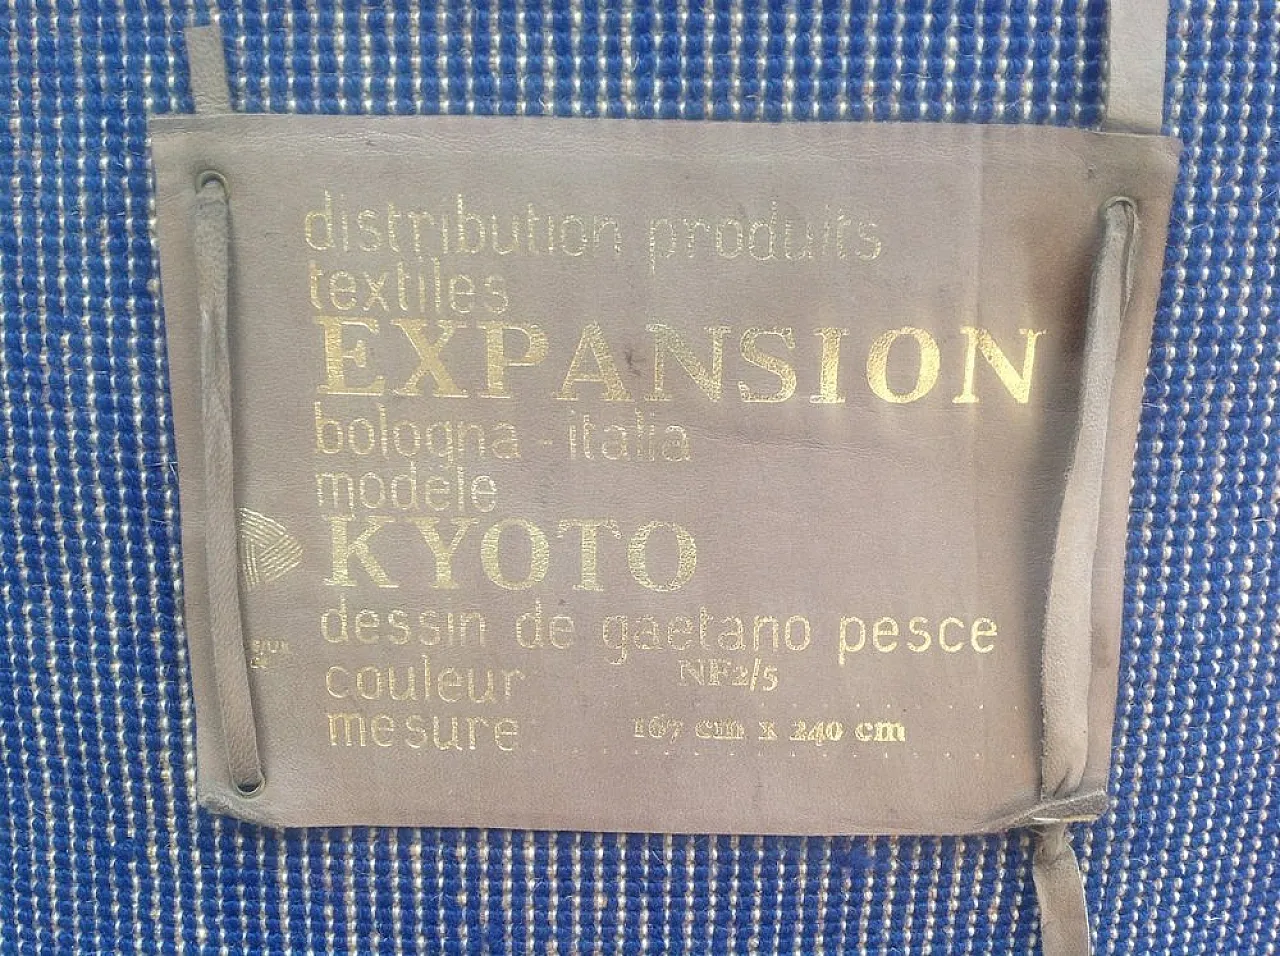 distribution produits
textiles
EXPANSION
bologna - italia
modele
KYOTO
dessin de gaetano pesce
couleur NF2/5
mesure 167 cm x 240 cm